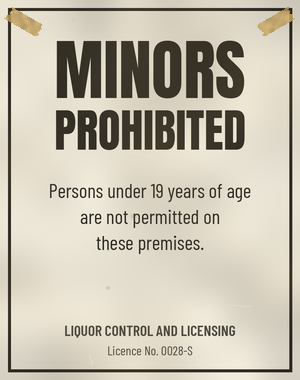 MINORS
PROHIBITED
Persons under 19 years of age
are not permitted on
these premises.
LIQUOR CONTROL AND LICENSING
Licence No. 0028-S